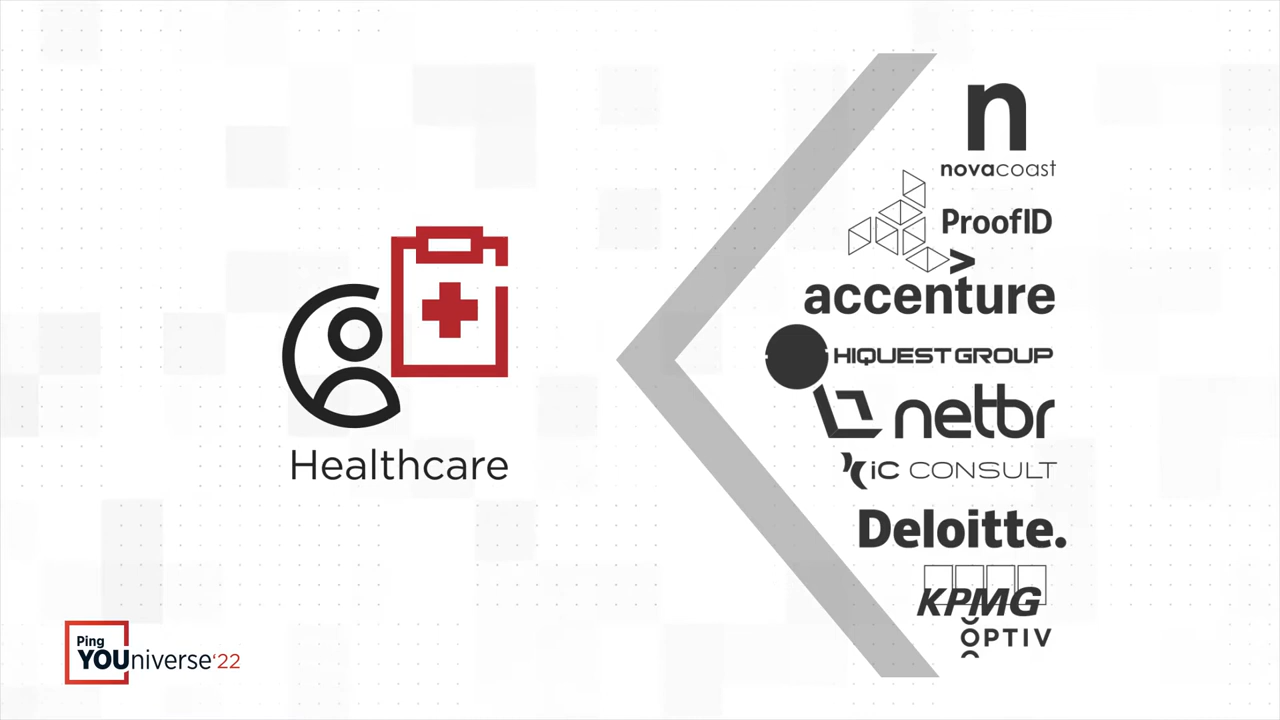 Healthcare
n
novacoast
ProofID
>
accenture
HIQUEST GROUP
netbr
iC CONSULT
Deloitte.
KPMG
OPTIV
Ping
YOUniverse‘22